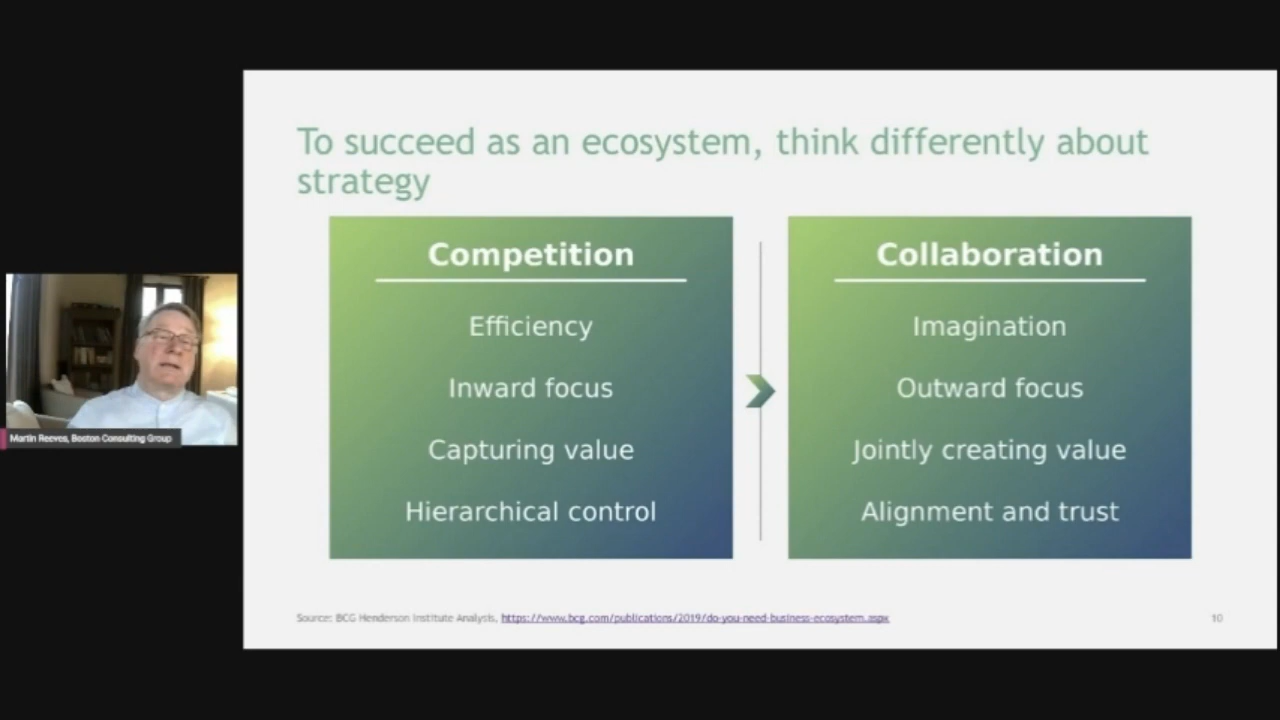 To succeed as an ecosystem, think differently about
strategy
Competition
Efficiency
Inward focus
Capturing value
Hierarchical control
Collaboration
Imagination
Outward focus
Jointly creating value
Alignment and trust
Martin Reeves, Boston Consulting Group
Source: BCG Henderson Institute Analysis, https://www.bcg.com/publications/2019/do-you-need-business-ecosystem.aspx
10